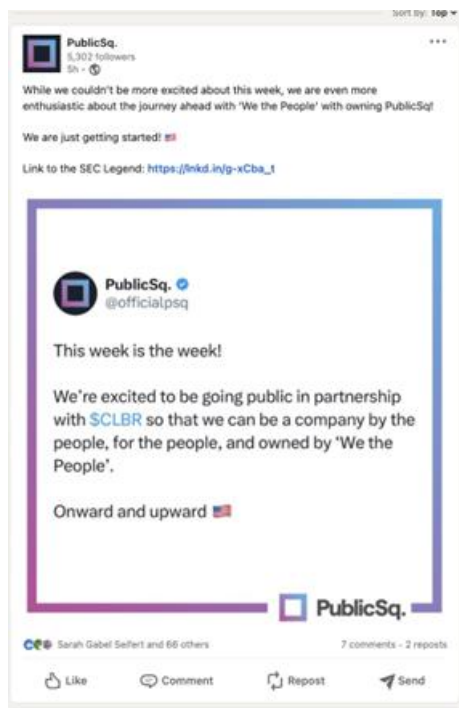 Sort by: Top
PublicSq.
5,302 followers
5h •
While we couldn't be more excited about this week, we are even more
enthusiastic about the journey ahead with 'We the People' with owning PublicSq!
We are just getting started! 🇺🇸
Link to the SEC Legend: https://lnkd.in/g-xCba_t
PublicSq.
@officialpsq
This week is the week!
We're excited to be going public in partnership
with $CLBR so that we can be a company by the
people, for the people, and owned by 'We the
People'.
Onward and upward 🇺🇸
PublicSq.
Sarah Gabel Seifert and 66 others
7 comments • 2 reposts
Like
Comment
Repost
Send